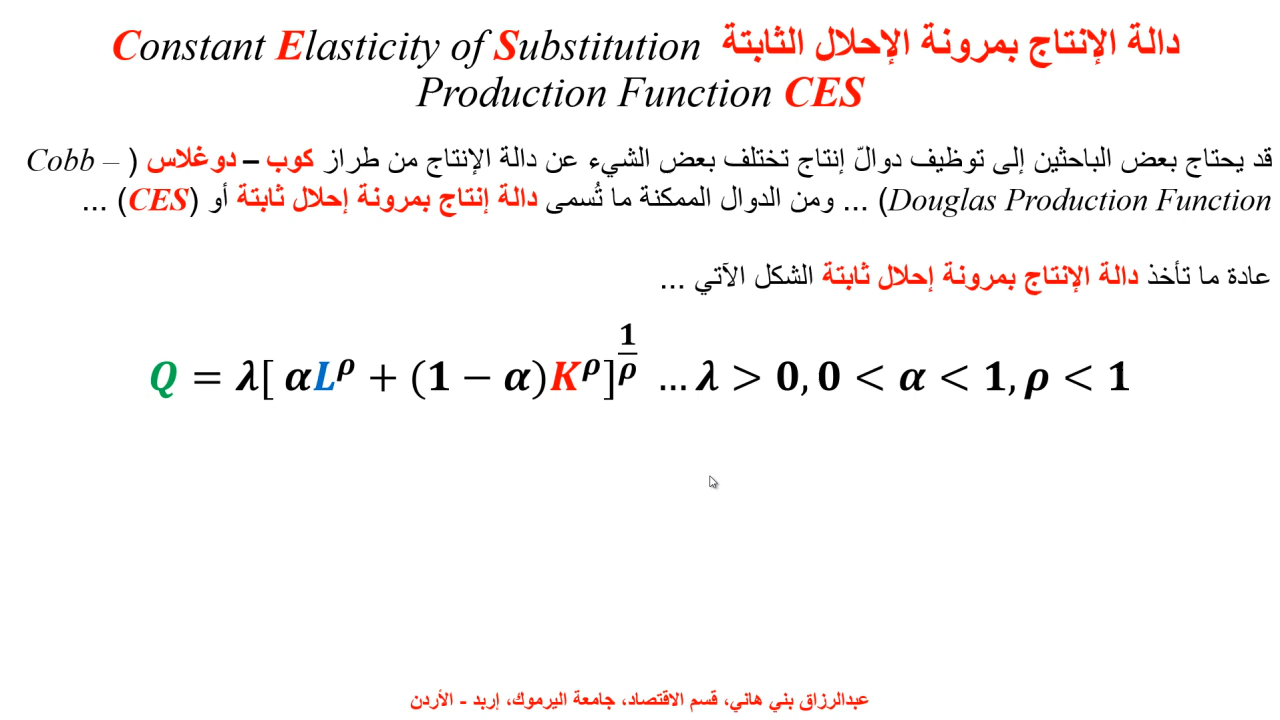 دالة الإنتاج بمرونة الإحلال الثابتة Constant Elasticity of Substitution
Production Function CES
قد يحتاج بعض الباحثين إلى توظيف دوالّ إنتاج تختلف بعض الشيء عن دالة الإنتاج من طراز كوب – دوغلاس (Cobb –
Douglas Production Function) ... ومن الدوال الممكنة ما تُسمى دالة إنتاج بمرونة إحلال ثابتة أو (CES) ...
عادة ما تأخذ دالة الإنتاج بمرونة إحلال ثابتة الشكل الآتي ...
Q = λ[ αL^ρ + (1 − α)K^ρ ]^(1/ρ) ... λ > 0, 0 < α < 1, ρ < 1
عبدالرزاق بني هاني، قسم الاقتصاد، جامعة اليرموك، إربد - الأردن